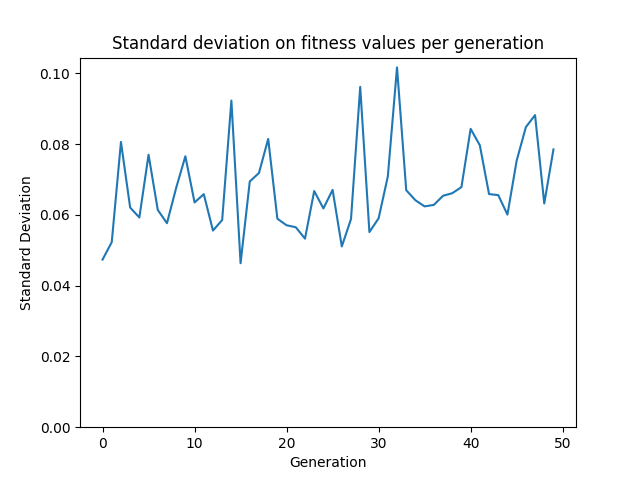 Standard deviation on fitness values per generation
0.10
0.08
0.06
0.04
0.02
0.00
Standard Deviation
0 10 20 30 40 50
Generation